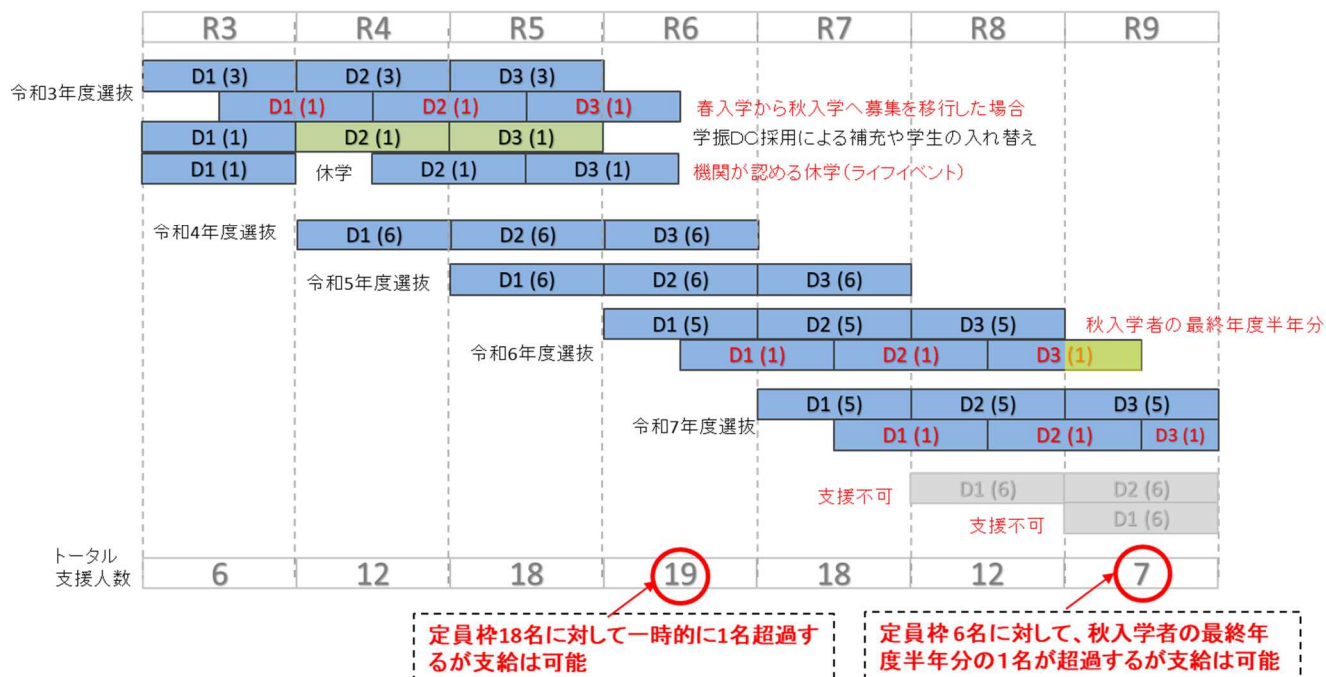 R3 R4 R5 R6 R7 R8 R9
令和3年度選抜
D1 (3) D2 (3) D3 (3)
D1 (1) D2 (1) D3 (1) 春入学から秋入学へ募集を移行した場合
D1 (1) D2 (1) D3 (1) 学振DC採用による補充や学生の入れ替え
D1 (1) 休学 D2 (1) D3 (1) 機関が認める休学(ライフイベント)
令和4年度選抜 D1 (6) D2 (6) D3 (6)
令和5年度選抜 D1 (6) D2 (6) D3 (6)
令和6年度選抜
D1 (5) D2 (5) D3 (5) 秋入学者の最終年度半年分
D1 (1) D2 (1) D3 (1)
令和7年度選抜
D1 (5) D2 (5) D3 (5)
D1 (1) D2 (1) D3 (1)
支援不可 D1 (6) D2 (6)
支援不可 D1 (6)
トータル
支援人数
6 12 18 19 18 12 7
定員枠18名に対して一時的に1名超過す
るが支給は可能
定員枠6名に対して、秋入学者の最終年
度半年分の1名が超過するが支給は可能